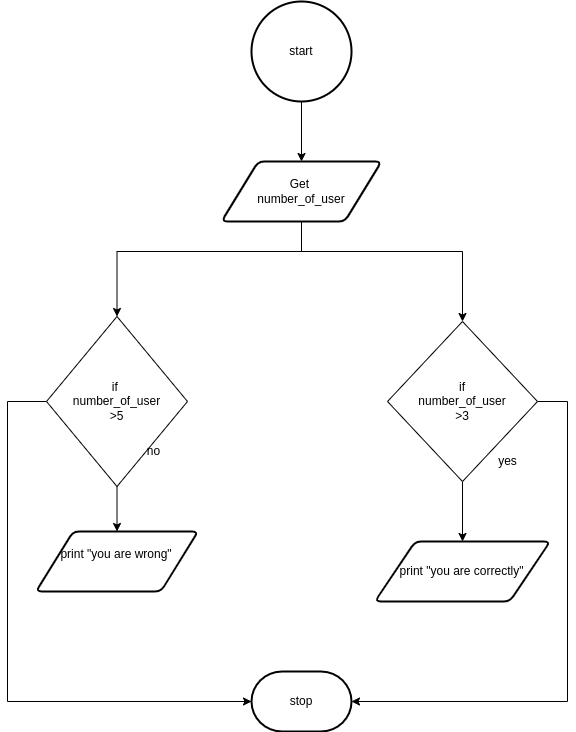 start
Get
number_of_user
if
number_of_user
>5
if
number_of_user
>3
no
yes
print "you are wrong"
print "you are correctly"
stop